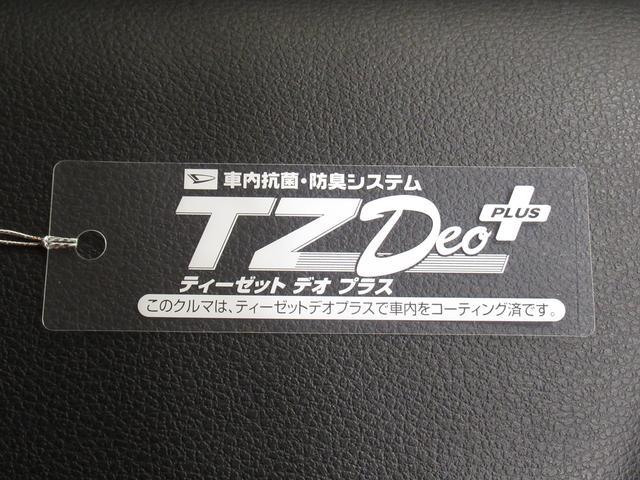 車内抗菌・防臭システム
TZDeo PLUS
ティーゼット デオ プラス
このクルマは、ティーゼットデオプラスで車内をコーティング済です。